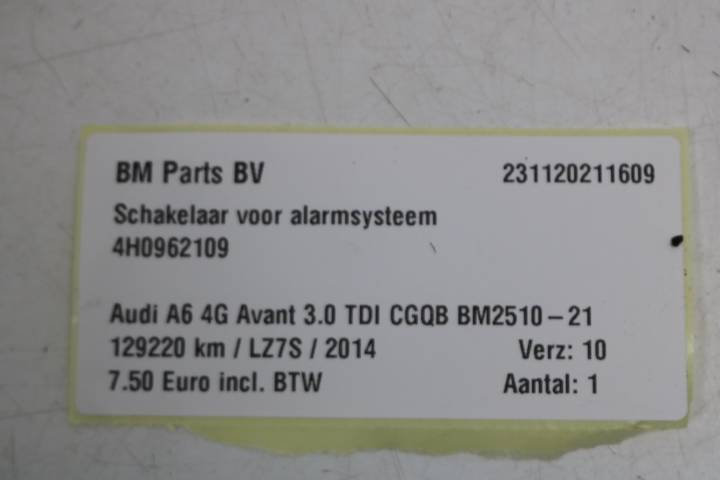 BM Parts BV 231120211609
Schakelaar voor alarmsysteem
4H0962109
Audi A6 4G Avant 3.0 TDI CGQB BM2510-21
129220 km / LZ7S / 2014 Verz: 10
7.50 Euro incl. BTW Aantal: 1